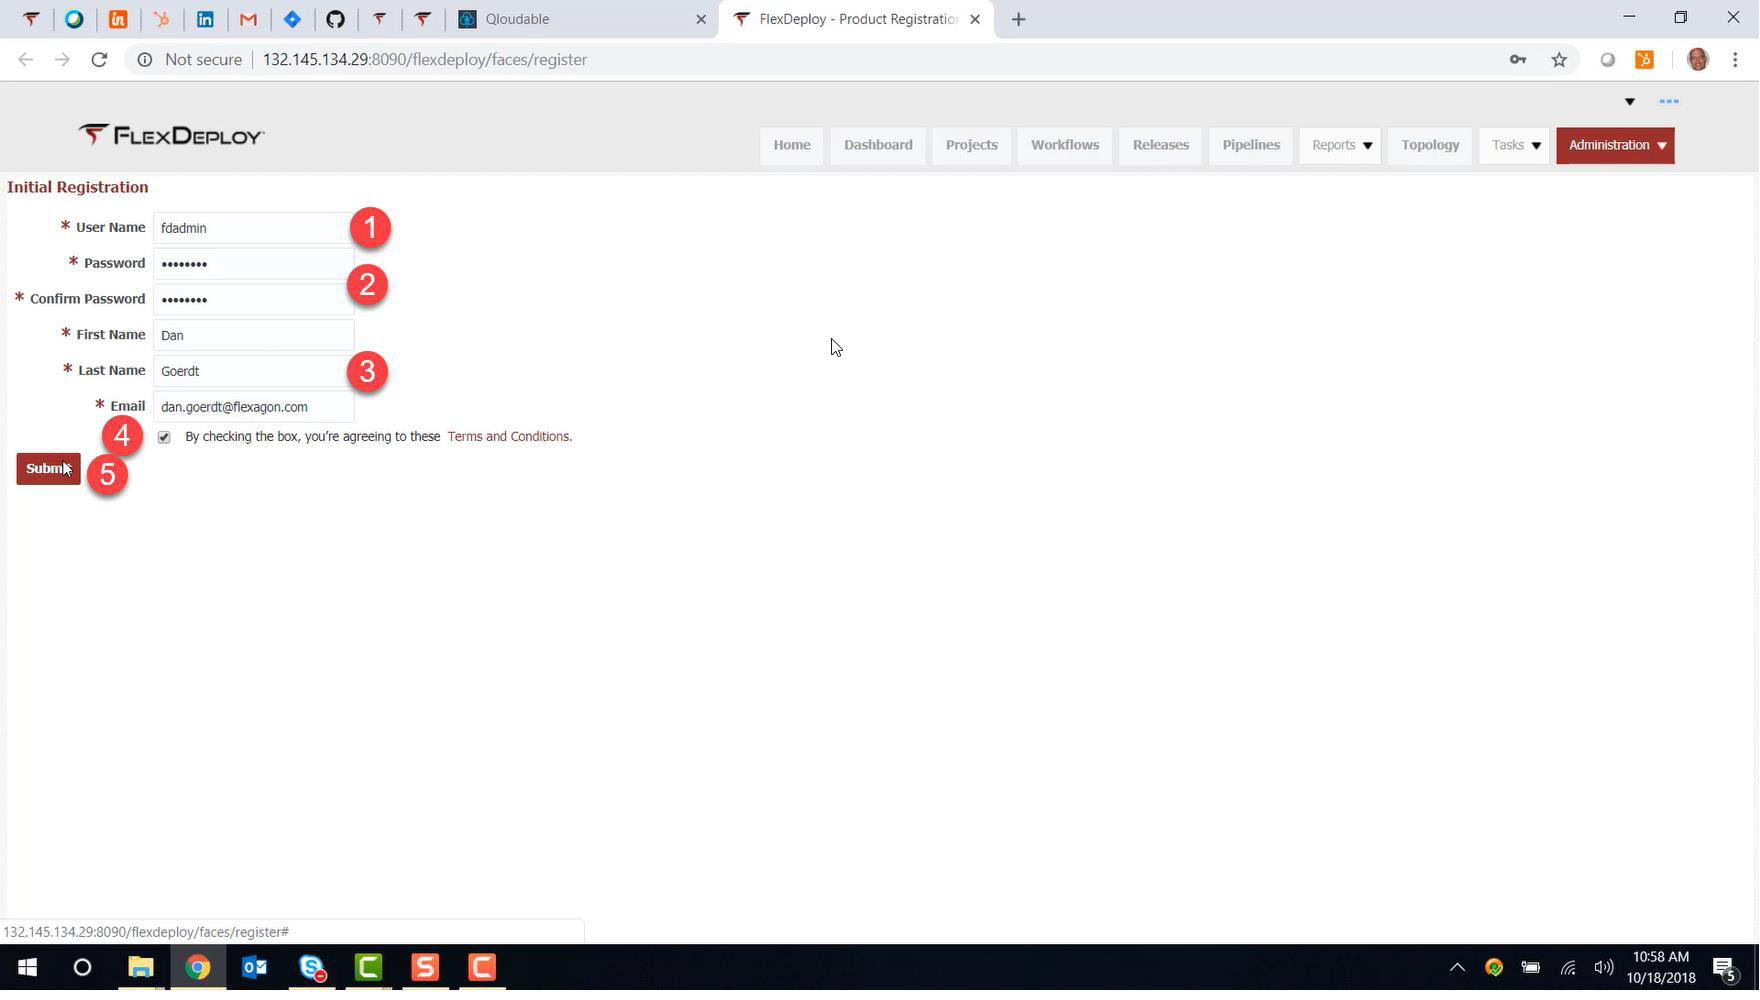 Qloudable
FlexDeploy - Product Registration
Not secure 132.145.134.29:8090/flexdeploy/faces/register
FLEXDEPLOY
Home Dashboard Projects Workflows Releases Pipelines Reports Topology Tasks Administration
Initial Registration
* User Name fdadmin 1
* Password ••••••••
2
* Confirm Password ••••••••
* First Name Dan
* Last Name Goerdt 3
* Email dan.goerdt@flexagon.com
4 By checking the box, you're agreeing to these Terms and Conditions.
Submit 5
132.145.134.29:8090/flexdeploy/faces/register#
10:58 AM
10/18/2018
5